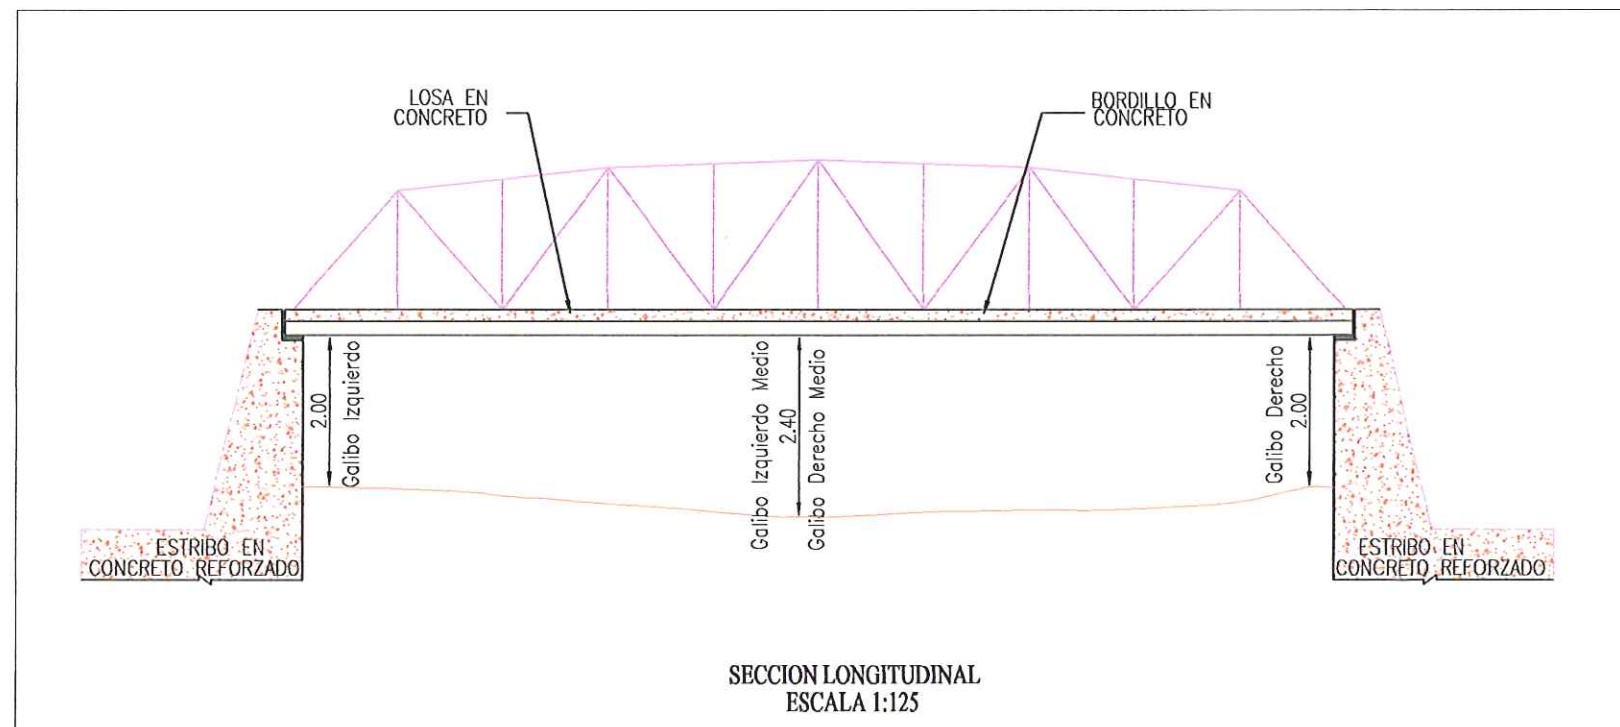 LOSA EN
CONCRETO
BORDILLO EN
CONCRETO
2.00
Galibo Izquierdo
Galibo Izquierdo Medio
2.40
Galibo Derecho Medio
Galibo Derecho
2.00
ESTRIBO EN
CONCRETO REFORZADO
ESTRIBO EN
CONCRETO REFORZADO
SECCION LONGITUDINAL
ESCALA 1:125